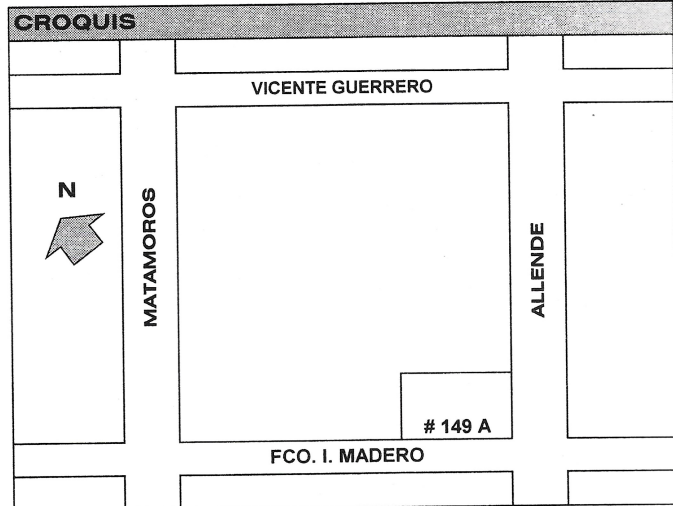 CROQUIS
VICENTE GUERRERO
N
MATAMOROS
ALLENDE
# 149 A
FCO. I. MADERO